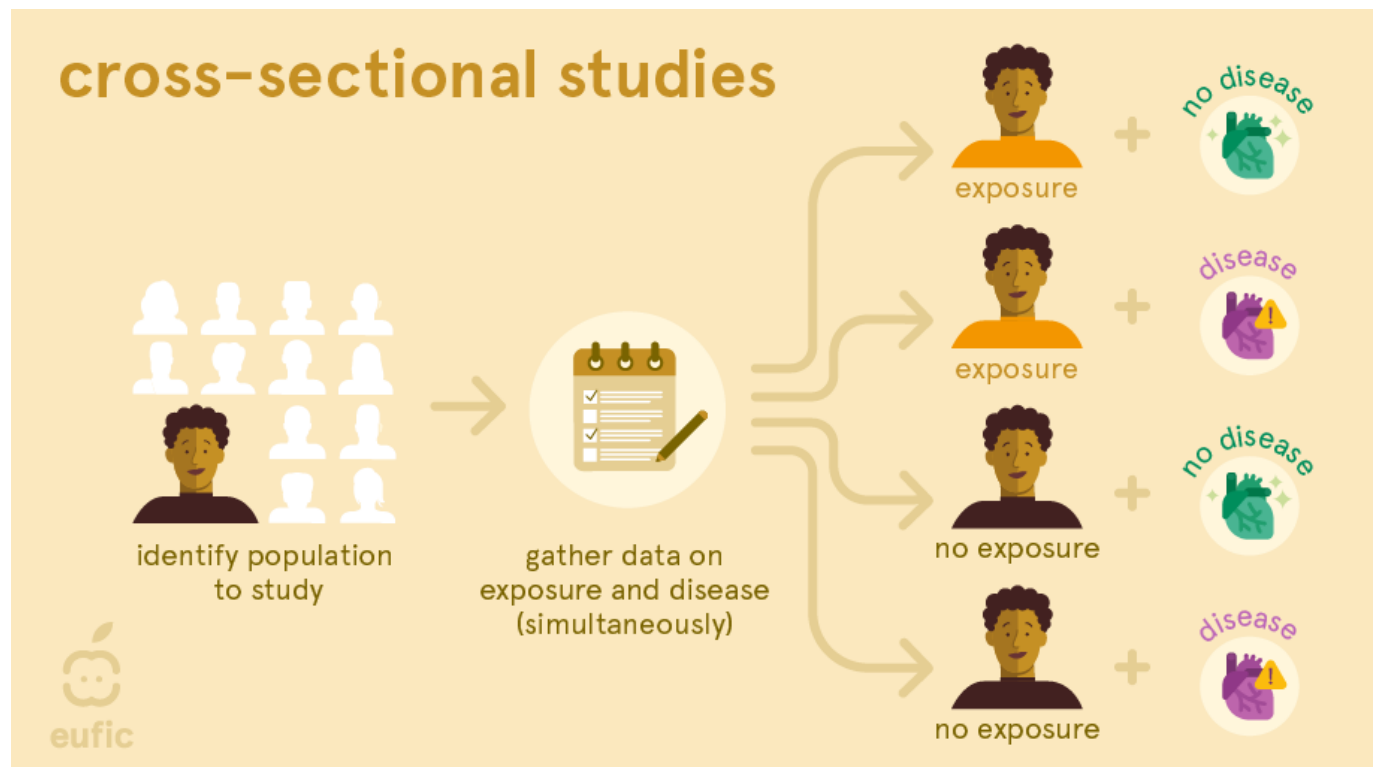 cross-sectional studies
identify population
to study
gather data on
exposure and disease
(simultaneously)
exposure
no disease
exposure
disease
no exposure
no disease
no exposure
disease
eufic